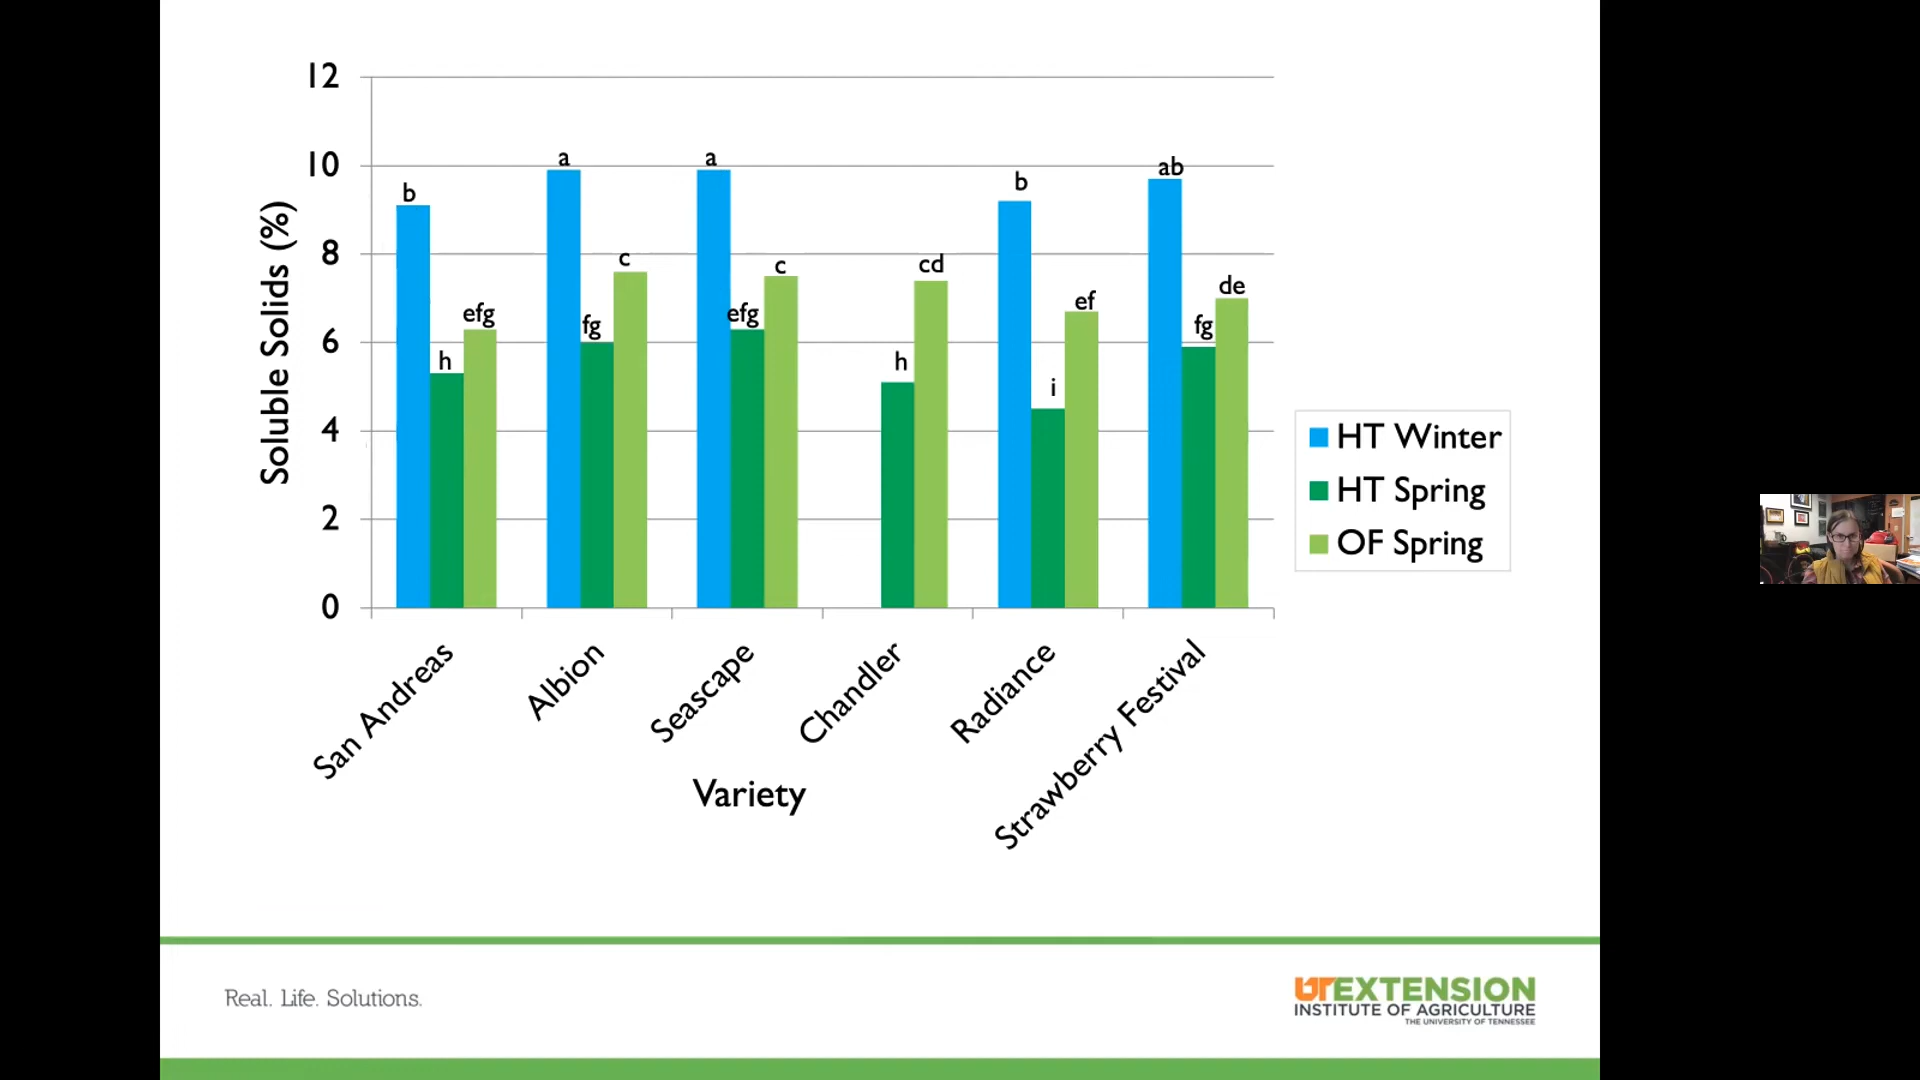 12
10
8
6
4
2
0
Soluble Solids (%)
b
h
efg
a
fg
c
a
efg
c
h
cd
b
i
ef
ab
fg
de
San Andreas
Albion
Seascape
Chandler
Radiance
Strawberry Festival
Variety
HT Winter
HT Spring
OF Spring
Real. Life. Solutions.
UTEXTENSION
INSTITUTE OF AGRICULTURE
THE UNIVERSITY OF TENNESSEE